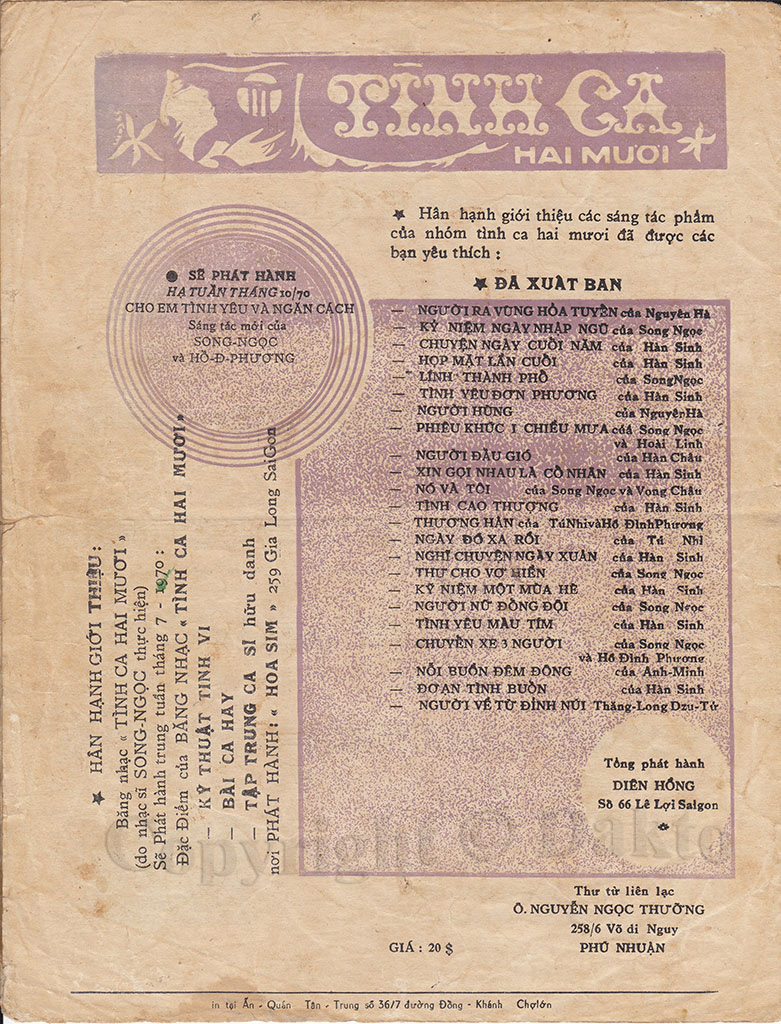 TÌNH CA
HAI MƯƠI
★ Hân hạnh giới thiệu các sáng tác phẩm
của nhóm tình ca hai mươi đã được các
bạn yêu thích :
★ ĐÃ XUẤT BẢN
● SẼ PHÁT HÀNH
HẠ TUẦN THÁNG 10/70
CHO EM TÌNH YÊU VÀ NGĂN CÁCH
Sáng tác mới của
SONG-NGỌC
và HỒ-Đ-PHƯƠNG
— NGƯỜI RA VÙNG HỎA TUYẾN của Nguyên Hà
— KỶ NIỆM NGÀY NHẬP NGŨ của Song Ngọc
— CHUYỆN NGÀY CUỐI NĂM của Hàn Sinh
— HỌP MẶT LẦN CUỐI của Hàn Sinh
— LÍNH THÀNH PHỐ của SongNgọc
— TÌNH YÊU ĐƠN PHƯƠNG của Hàn Sinh
— NGƯỜI HÙNG của NguyênHà
— PHIÊU KHÚC I CHIỀU MƯA của Song Ngọc
và Hoài Linh
— NGƯỜI ĐẦU GIÓ của Hàn Châu
— XIN GỌI NHAU LÀ CỐ NHÂN của Hàn Sinh
— NÓ VÀ TÔI của Song Ngọc và Vọng Châu
— TÌNH CAO THƯỢNG của Hàn Sinh
— THƯƠNG HẬN của TúNhivàHồ ĐìnhPhương
— NGÀY ĐÓ XA RỒI của Tú Nhi
— NGHĨ CHUYỆN NGÀY XUÂN của Hàn Sinh
— THƯ CHO VỢ HIỀN của Song Ngọc
— KỶ NIỆM MỘT MÙA HÈ của Hàn Sinh
— NGƯỜI NỮ ĐỒNG ĐỘI của Song Ngọc
— TÌNH YÊU MÀU TÍM của Hàn Sinh
— CHUYẾN XE 3 NGƯỜI của Song Ngọc
và Hồ Đình Phương
— NỖI BUỒN ĐÊM ĐÔNG của Anh-Minh
— ĐOẠN TÌNH BUỒN của Hàn Sinh
— NGƯỜI VỀ TỪ ĐỈNH NÚI Thăng-Long Dzu-Tử
★ HÂN HẠNH GIỚI THIỆU :
Băng nhạc « TÌNH CA HAI MƯƠI »
(do nhạc sĩ SONG-NGỌC thực hiện)
Sẽ Phát hành trung tuần tháng 7 - 1970 :
Đặc Điểm của BĂNG NHẠC « TÌNH CA HAI MƯƠI »
— KỸ THUẬT TINH VI
— BÀI CA HAY
— TẬP TRUNG CA SĨ hữu danh
nơi PHÁT HÀNH : « HOA SIM » 259 Gia Long SaiGon
Tổng phát hành
DIÊN HỒNG
Số 66 Lê Lợi Saigon
Copyright © Dakto
Thư từ liên lạc
Ô. NGUYỄN NGỌC THƯỜNG
258/6 Võ di Nguy
PHÚ NHUẬN
GIÁ : 20 $
in tại Ấn - Quán Tân - Trung số 36/7 đường Đồng - Khánh Chợlớn